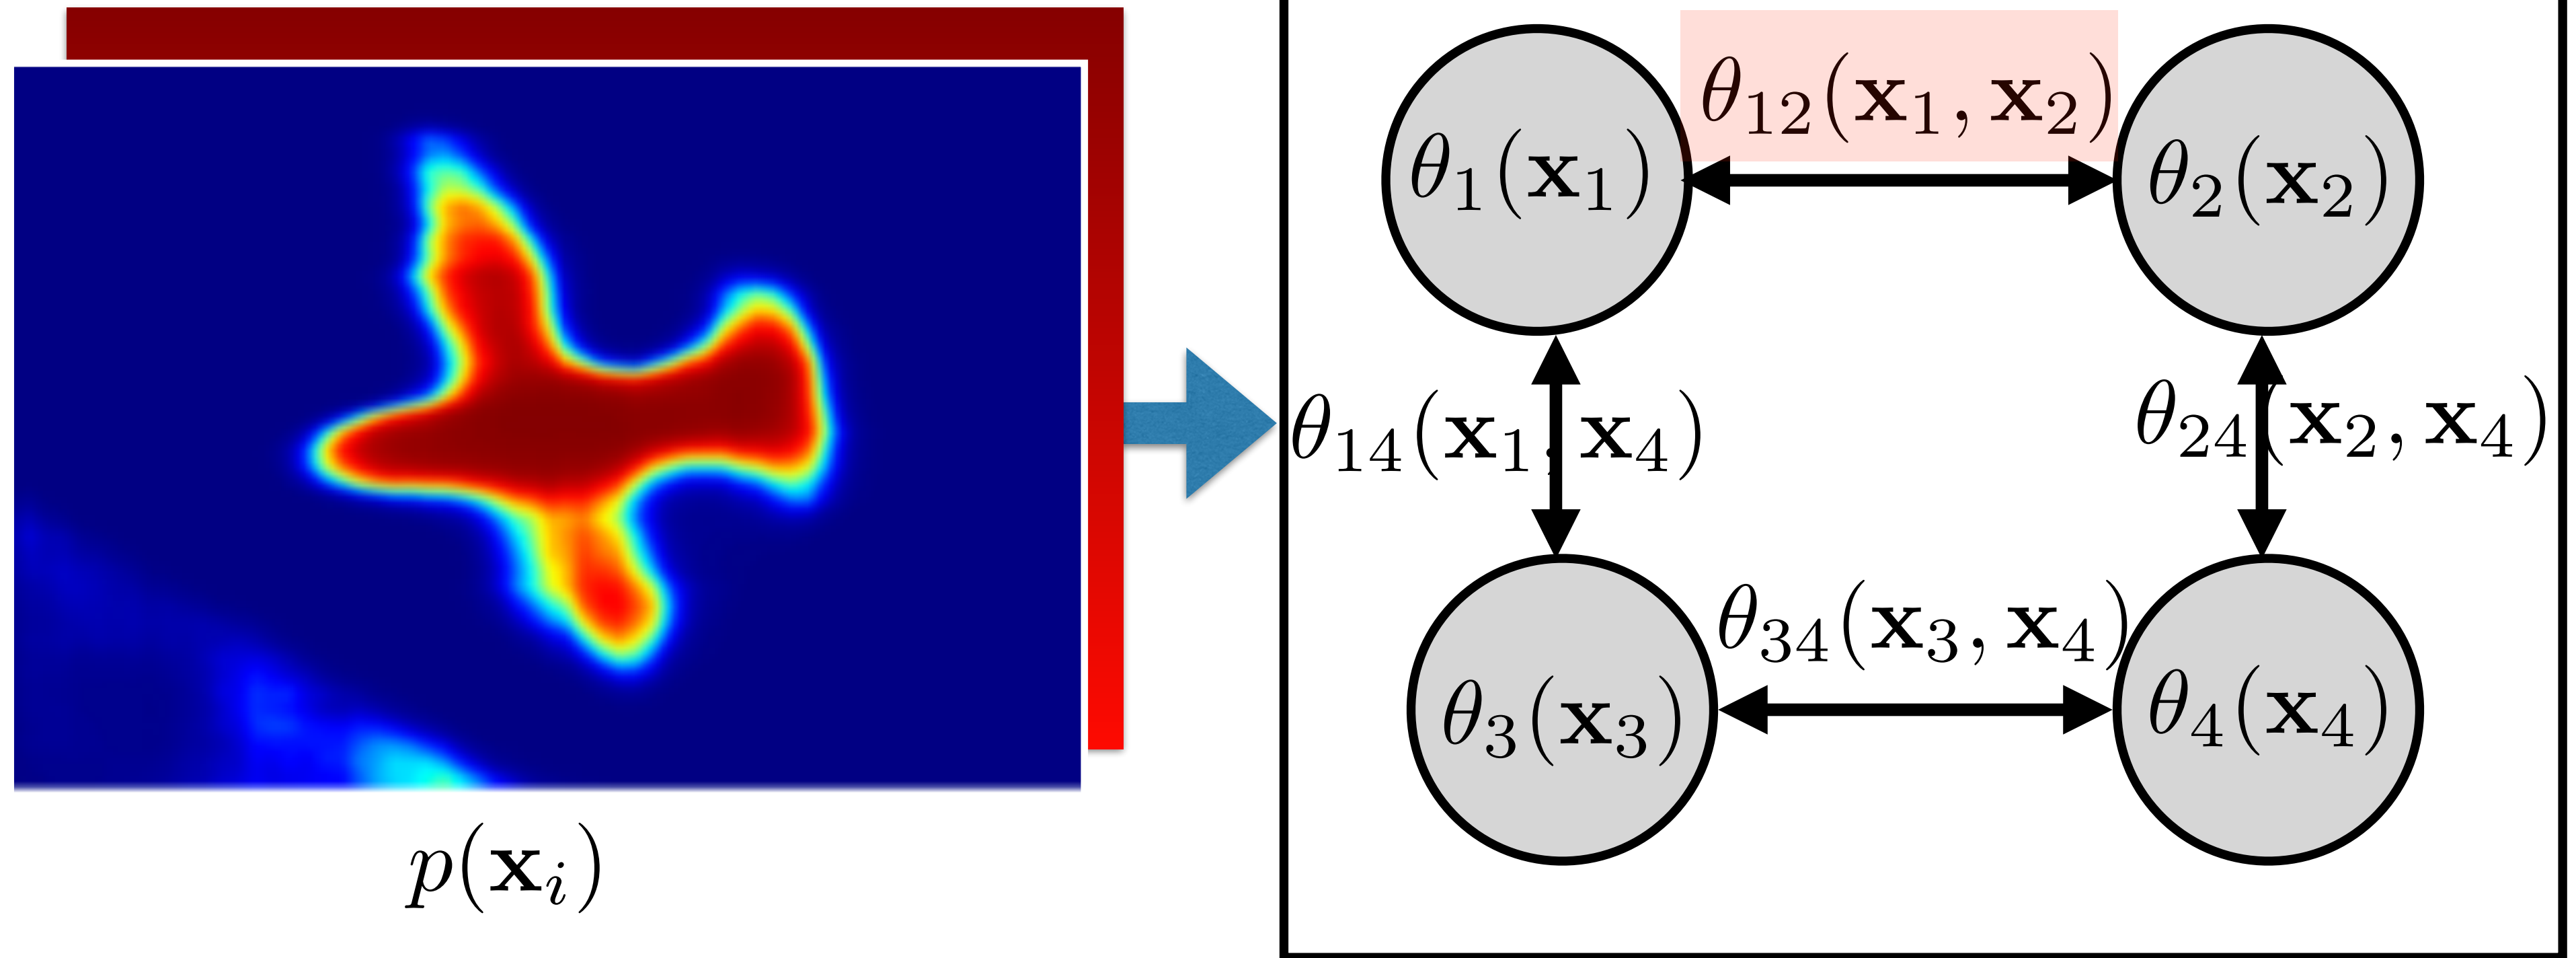 θ₁₂(x₁, x₂)
θ₁(x₁)
θ₂(x₂)
θ₁₄(x₁, x₄)
θ₂₄(x₂, x₄)
θ₃₄(x₃, x₄)
θ₃(x₃)
θ₄(x₄)
p(xᵢ)